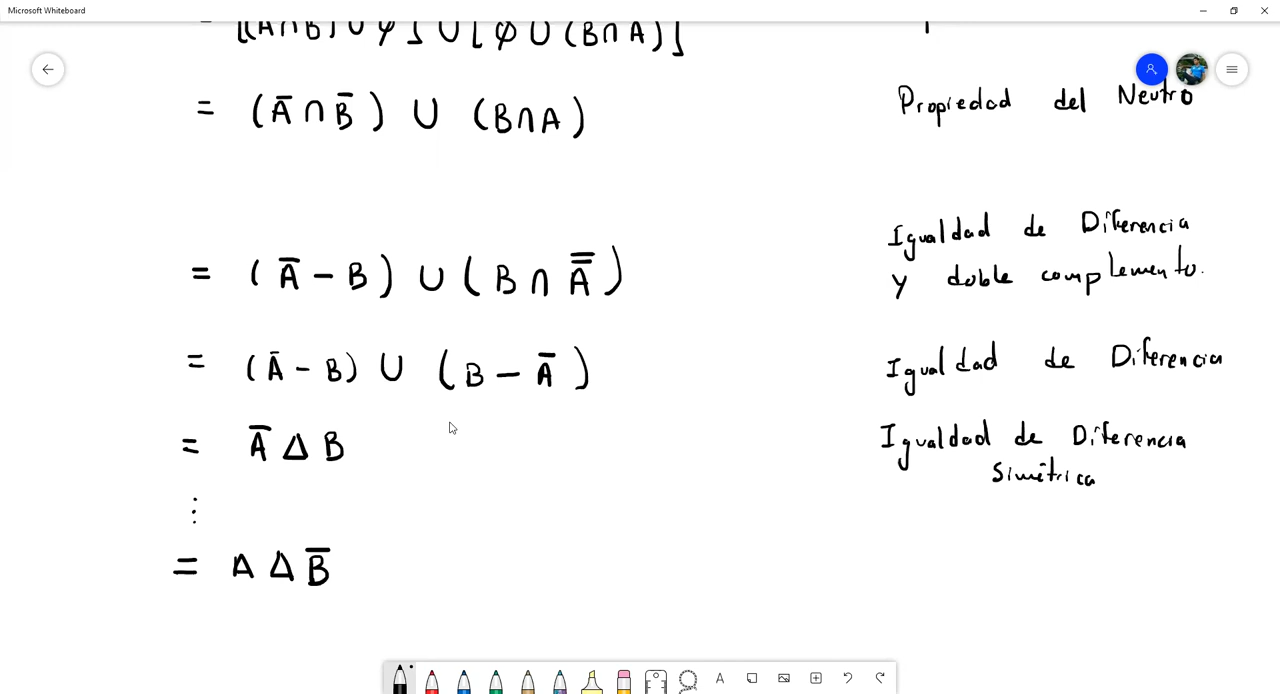 Microsoft Whiteboard
[(A∩B) ∪ φ] ∪ [φ ∪ (B∩A)]
= (A̅ ∩ B̅) ∪ (B∩A) Propiedad del Neutro
Igualdad de Diferencia
= (A̅ − B) ∪ (B ∩ A̿) y doble complemento.
= (A̅ − B) ∪ (B − A̅) Igualdad de Diferencia
= A̅ Δ B Igualdad de Diferencia
Simétrica
⋮
= A Δ B̅